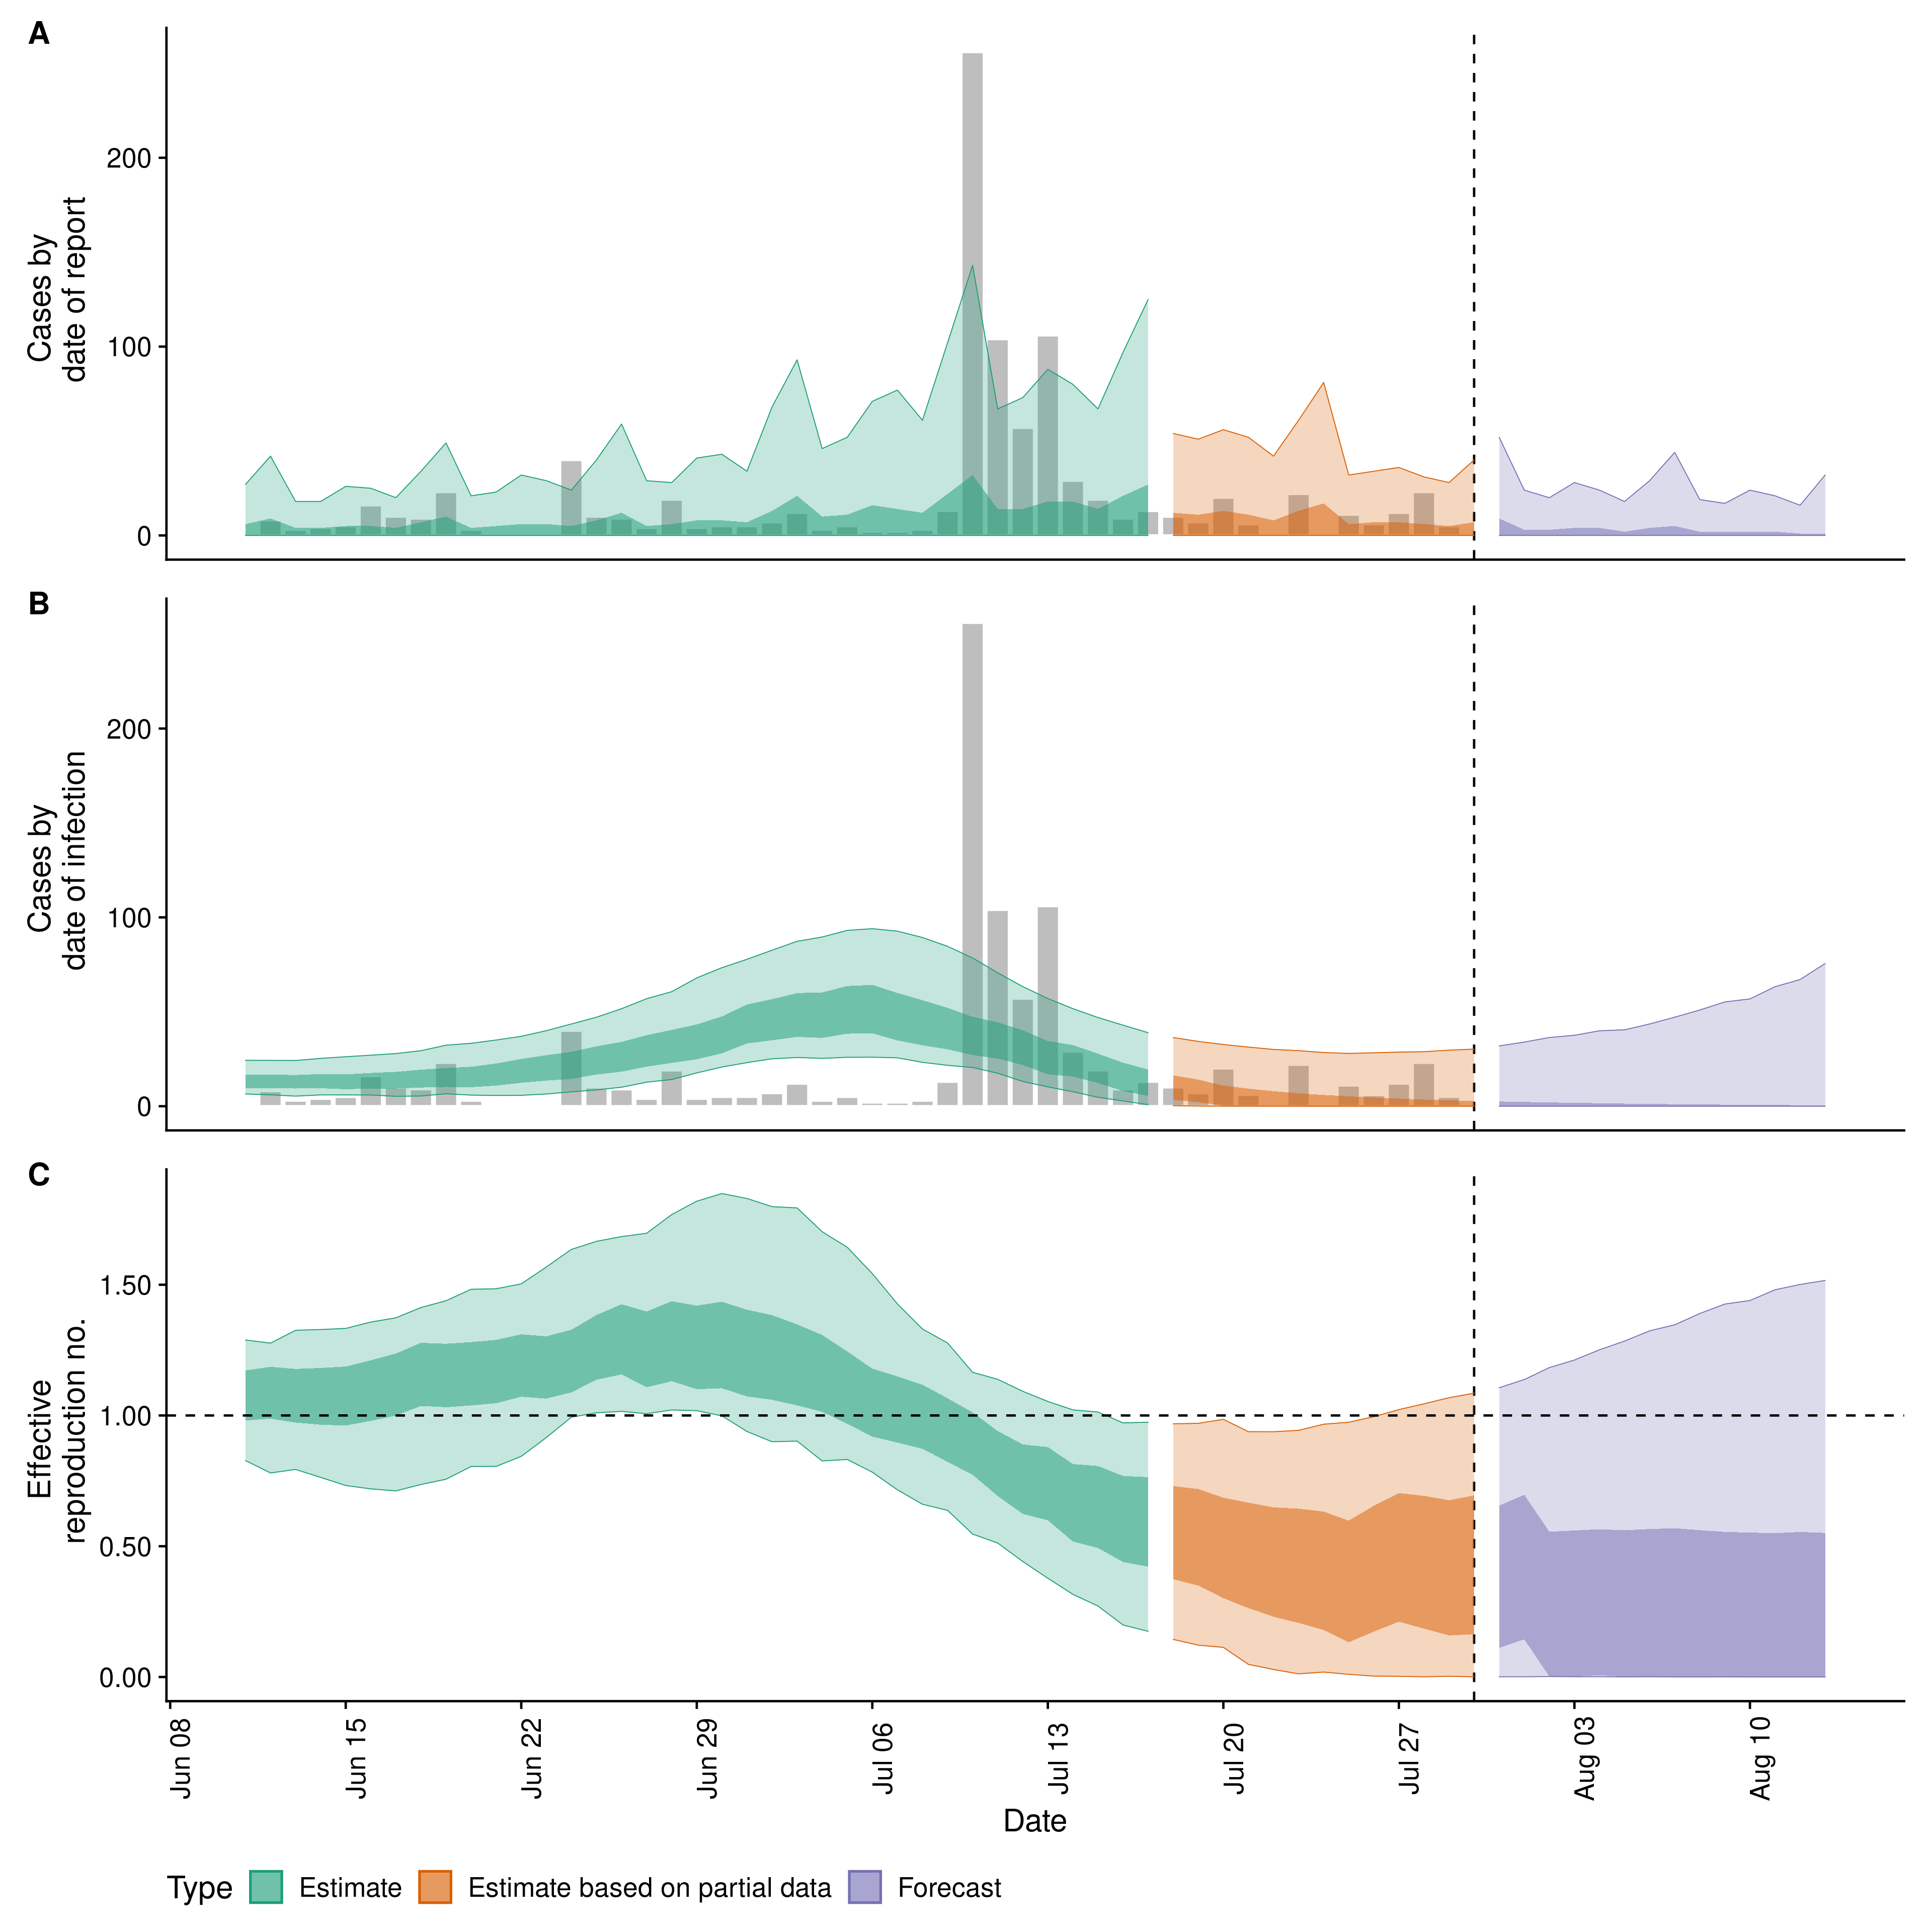 A
Cases by
date of report
200
100
0
B
Cases by
date of infection
200
100
0
C
Effective
reproduction no.
1.50
1.00
0.50
0.00
Jun 08
Jun 15
Jun 22
Jun 29
Jul 06
Jul 13
Jul 20
Jul 27
Aug 03
Aug 10
Date
Type Estimate Estimate based on partial data Forecast